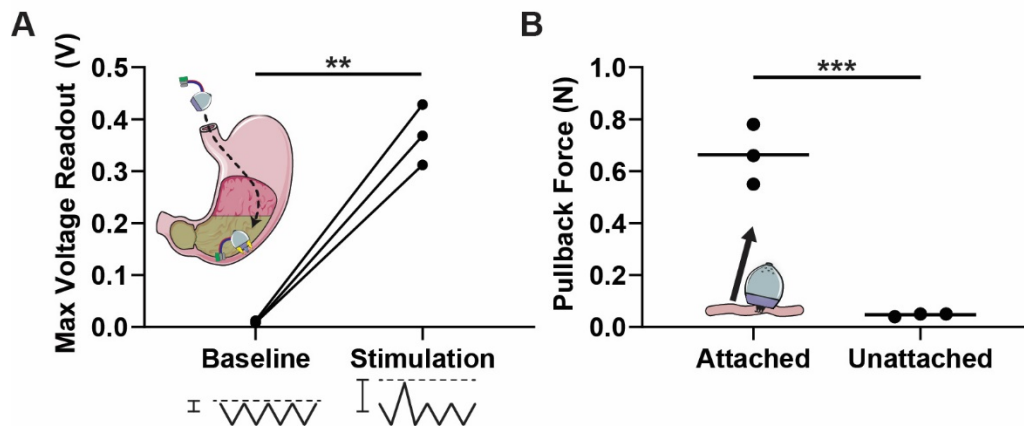 A
Max Voltage Readout (V)
0.5
0.4
0.3
0.2
0.1
0.0
**
Baseline
Stimulation
B
Pullback Force (N)
1.0
0.8
0.6
0.4
0.2
0.0
***
Attached
Unattached